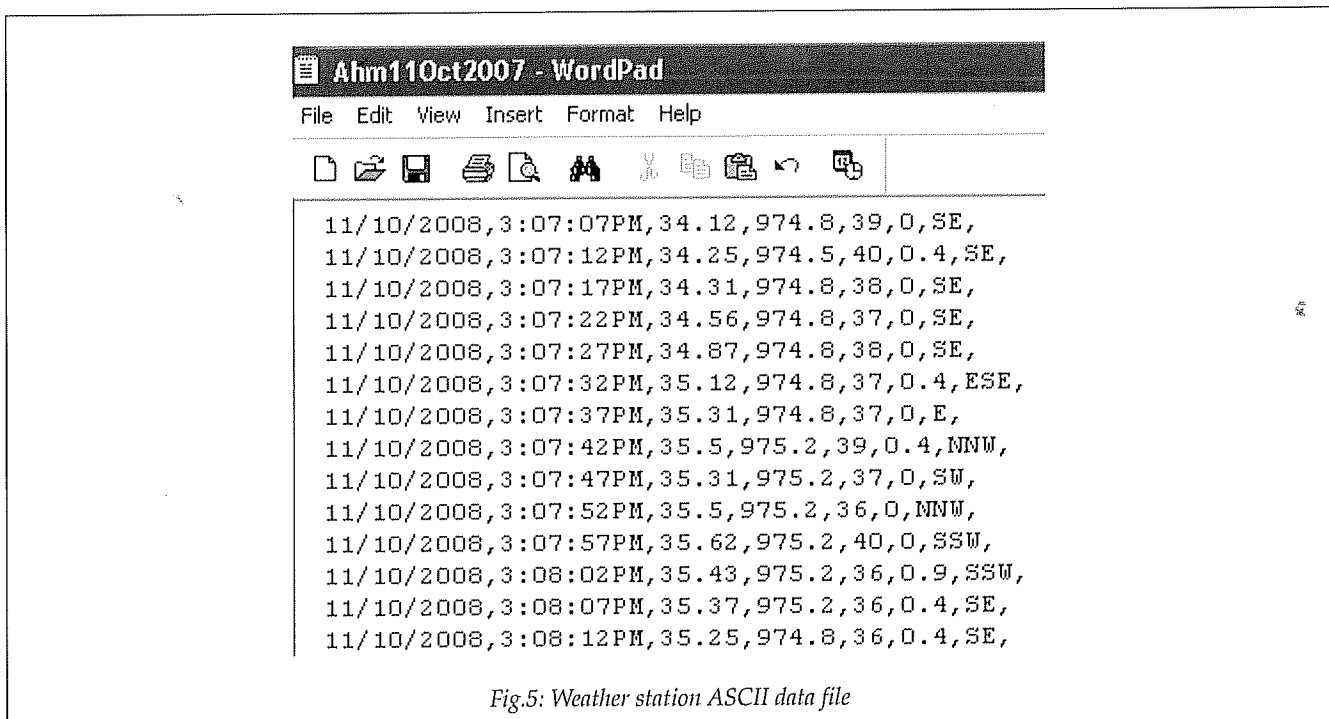 Ahm11Oct2007 - WordPad
File Edit View Insert Format Help
11/10/2008,3:07:07PM,34.12,974.8,39,0,SE,
11/10/2008,3:07:12PM,34.25,974.5,40,0.4,SE,
11/10/2008,3:07:17PM,34.31,974.8,38,0,SE,
11/10/2008,3:07:22PM,34.56,974.8,37,0,SE,
11/10/2008,3:07:27PM,34.87,974.8,38,0,SE,
11/10/2008,3:07:32PM,35.12,974.8,37,0.4,ESE,
11/10/2008,3:07:37PM,35.31,974.8,37,0,E,
11/10/2008,3:07:42PM,35.5,975.2,39,0.4,NNW,
11/10/2008,3:07:47PM,35.31,975.2,37,0,SW,
11/10/2008,3:07:52PM,35.5,975.2,36,0,NNW,
11/10/2008,3:07:57PM,35.62,975.2,40,0,SSW,
11/10/2008,3:08:02PM,35.43,975.2,36,0.9,SSW,
11/10/2008,3:08:07PM,35.37,975.2,36,0.4,SE,
11/10/2008,3:08:12PM,35.25,974.8,36,0.4,SE,
Fig.5: Weather station ASCII data file